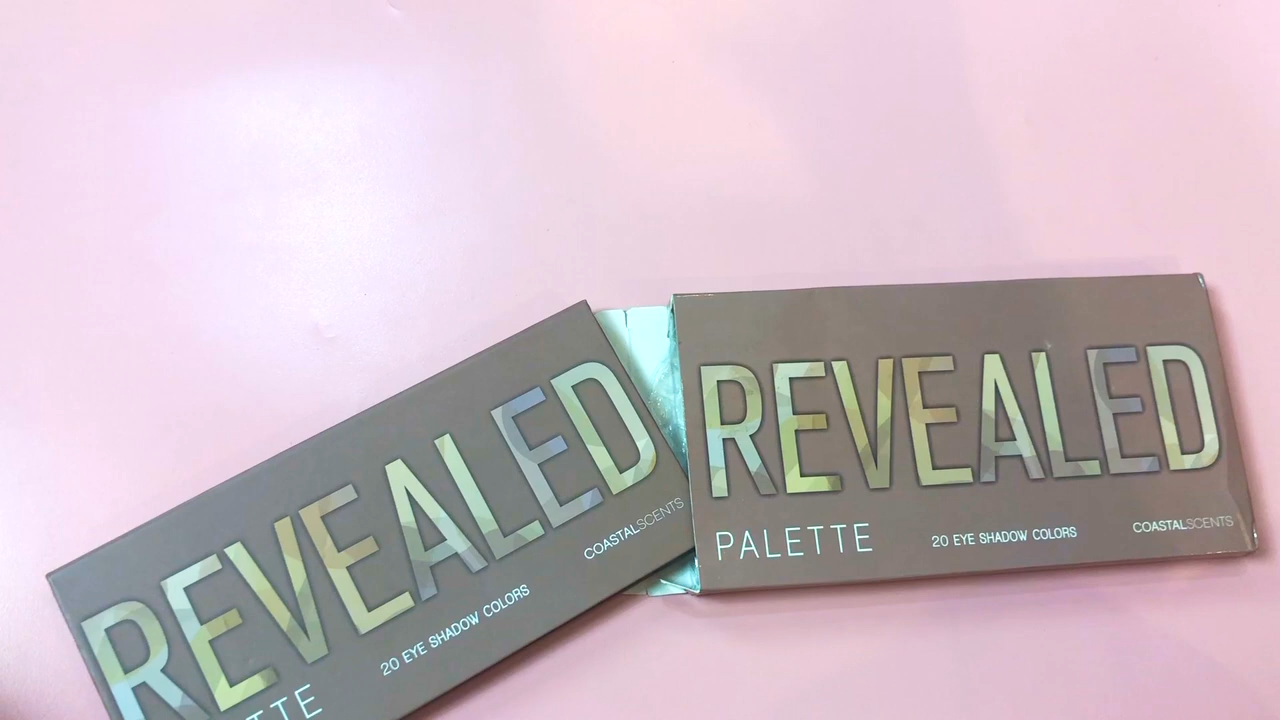 REVEALED
20 EYE SHADOW COLORS
COASTALSCENTS
REVEALED
PALETTE
20 EYE SHADOW COLORS
COASTALSCENTS